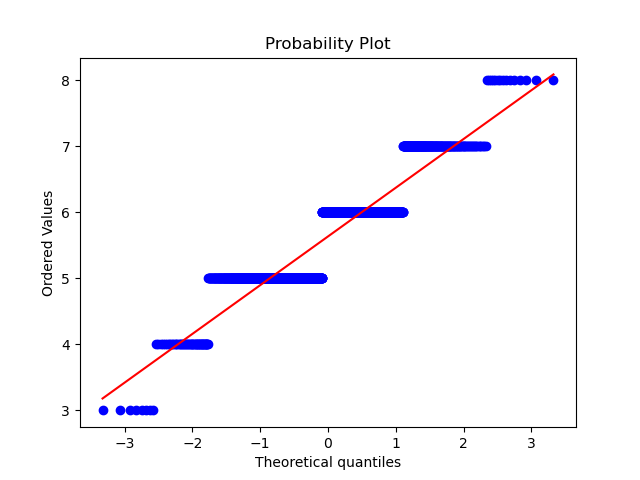 Probability Plot
Ordered Values
8
7
6
5
4
3
−3 −2 −1 0 1 2 3
Theoretical quantiles